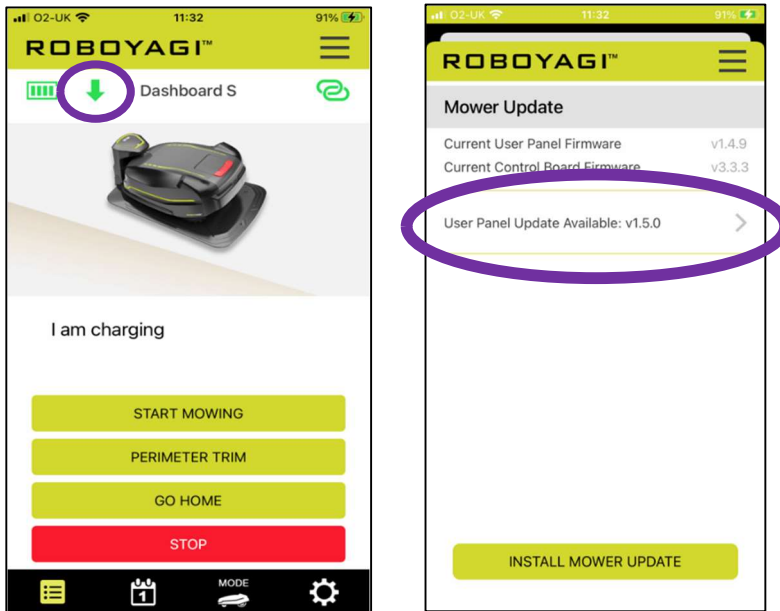 O2-UK 11:32 91%
ROBOYAGI™
Dashboard S
I am charging
START MOWING
PERIMETER TRIM
GO HOME
STOP
1 MODE
O2-UK 11:32 91%
ROBOYAGI™
Mower Update
Current User Panel Firmware v1.4.9
Current Control Board Firmware v3.3.3
User Panel Update Available: v1.5.0
INSTALL MOWER UPDATE